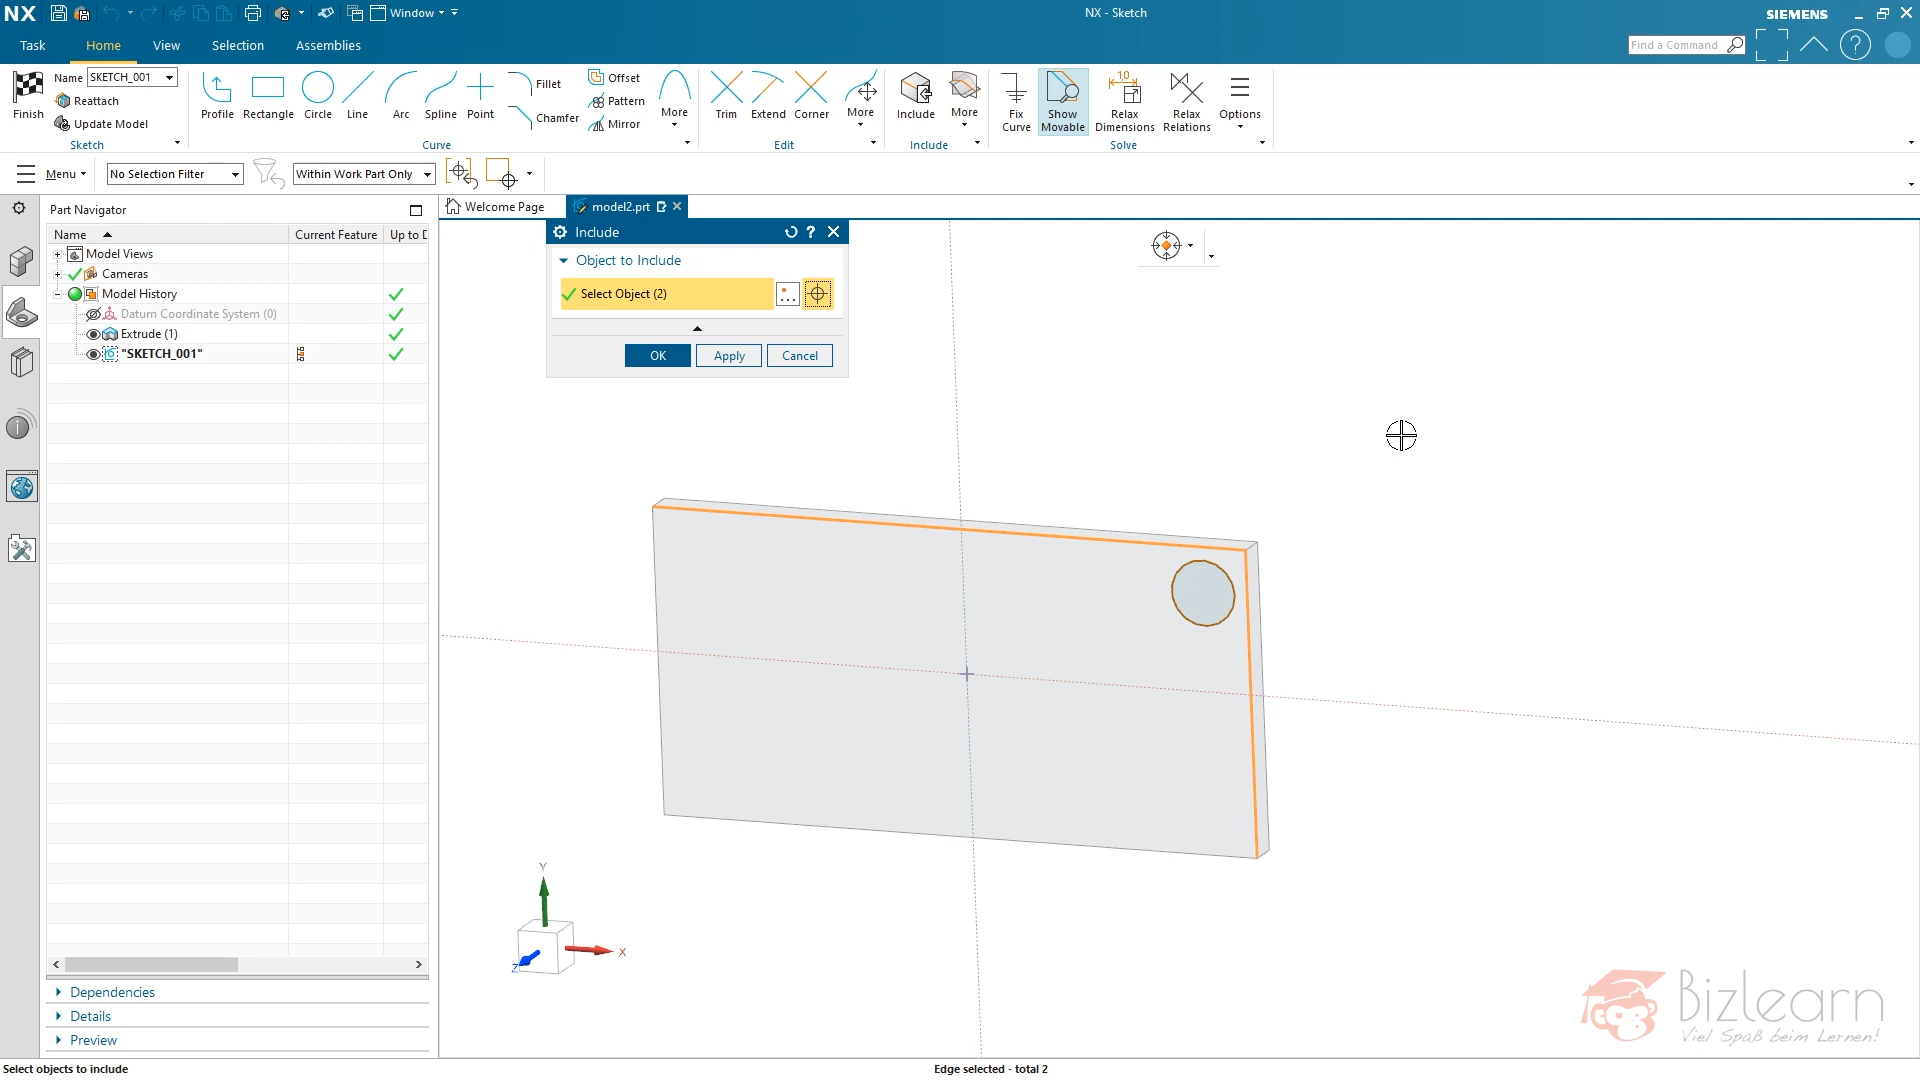 NX
Window
NX - Sketch
SIEMENS
Task
Home
View
Selection
Assemblies
Find a Command
Finish
Name
SKETCH_001
Reattach
Update Model
Sketch
Profile
Rectangle
Circle
Line
Arc
Spline
Point
Fillet
Chamfer
Offset
Pattern
Mirror
More
Curve
Trim
Extend
Corner
More
Edit
Include
More
Include
Fix
Curve
Show
Movable
Relax
Dimensions
Relax
Relations
Options
Solve
Menu
No Selection Filter
Within Work Part Only
Part Navigator
Welcome Page
model2.prt
Name
Current Feature
Up to D
Model Views
Cameras
Model History
Datum Coordinate System (0)
Extrude (1)
"SKETCH_001"
Include
Object to Include
Select Object (2)
OK
Apply
Cancel
Y
X
Z
Dependencies
Details
Preview
Bizlearn
Viel Spaß beim Lernen!
Select objects to include
Edge selected - total 2